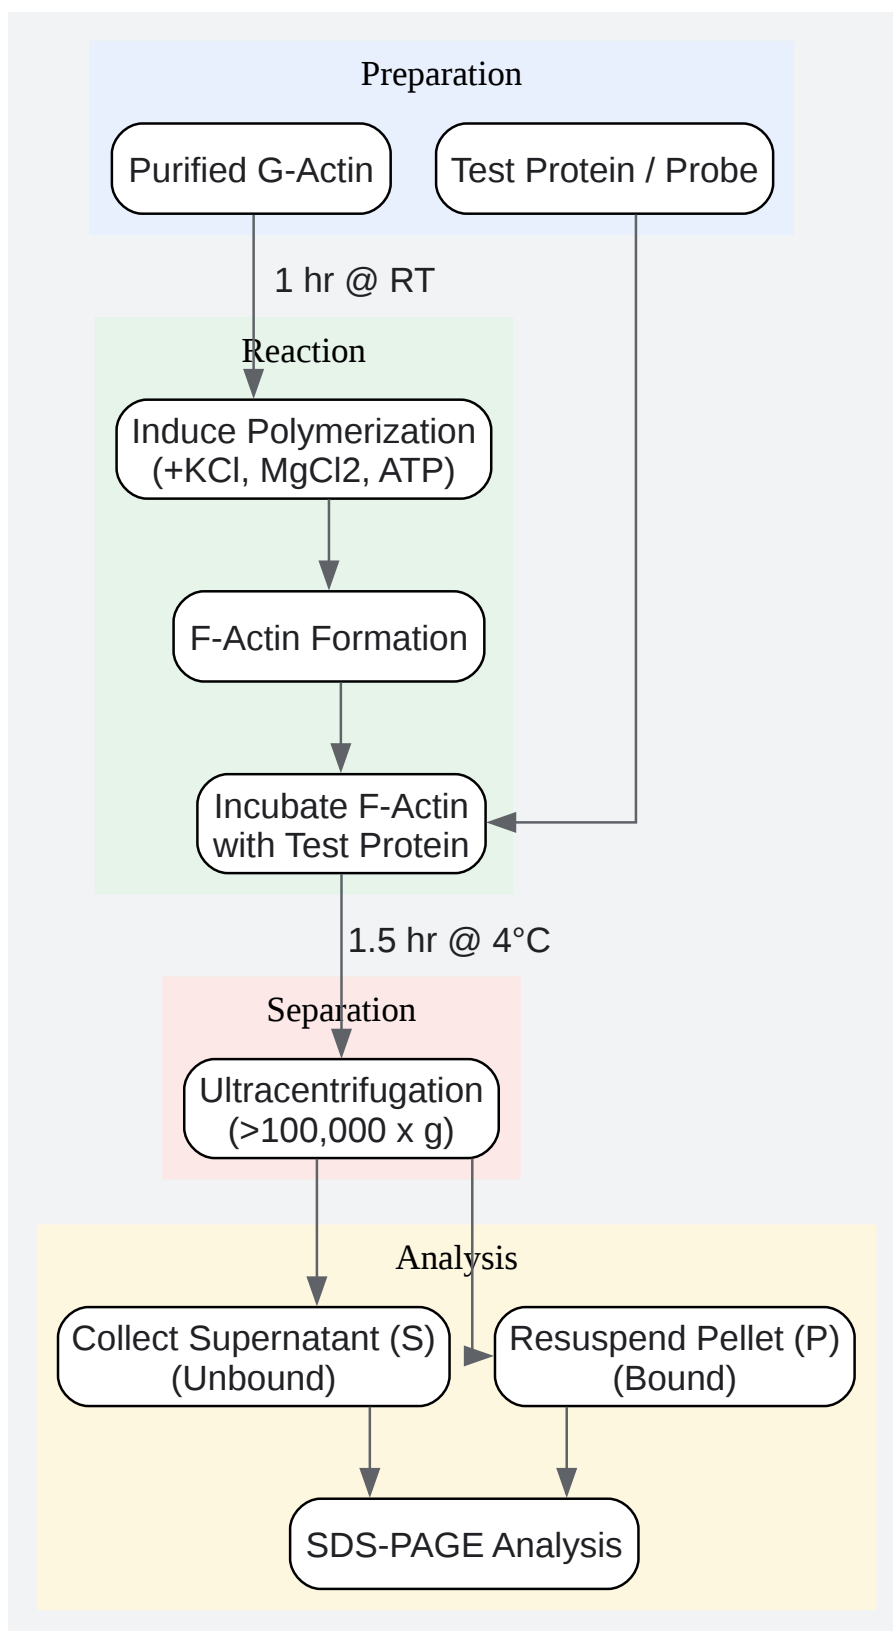 Preparation
Purified G-Actin
Test Protein / Probe
1 hr @ RT
Reaction
Induce Polymerization
(+KCl, MgCl2, ATP)
F-Actin Formation
Incubate F-Actin
with Test Protein
1.5 hr @ 4°C
Separation
Ultracentrifugation
(>100,000 x g)
Analysis
Collect Supernatant (S)
(Unbound)
Resuspend Pellet (P)
(Bound)
SDS-PAGE Analysis